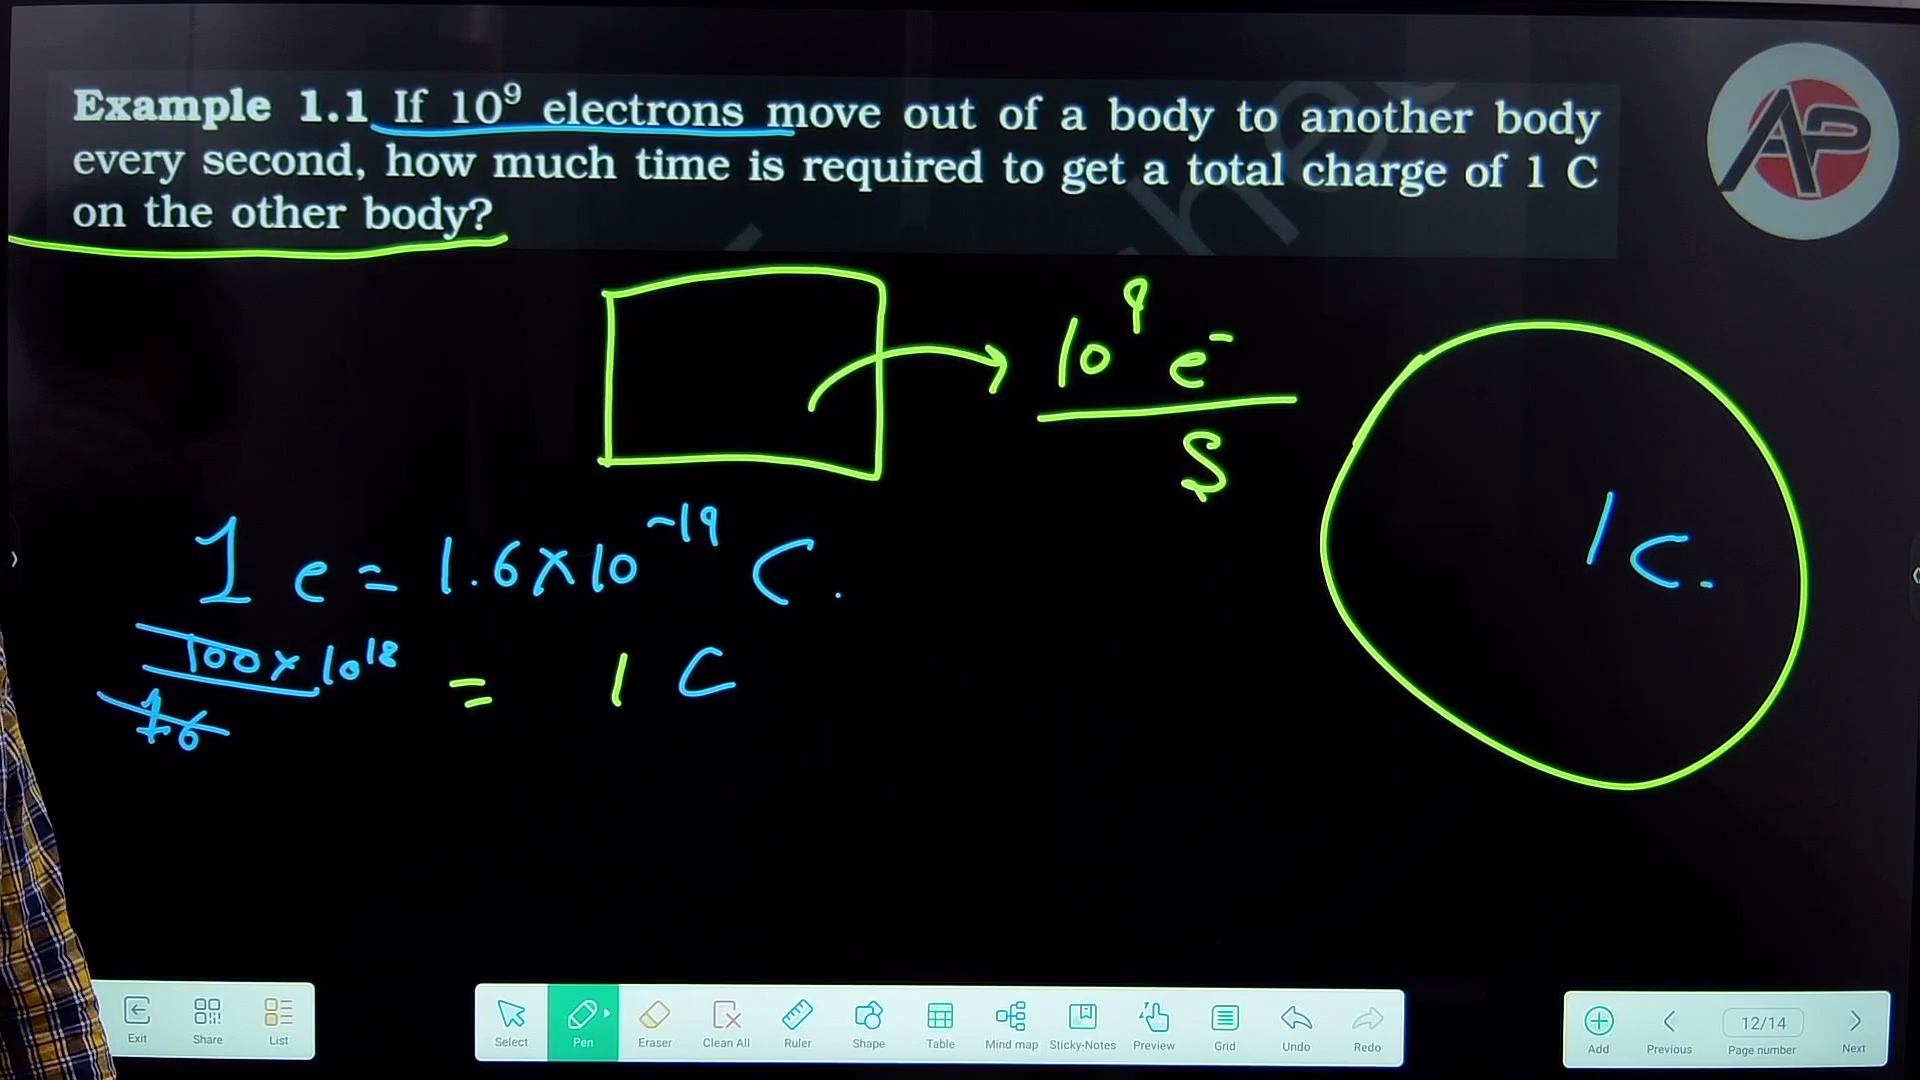 Example 1.1 If 10⁹ electrons move out of a body to another body
every second, how much time is required to get a total charge of 1 C
on the other body?
AP
10⁹ e⁻
S
1 e = 1.6×10⁻¹⁹ C.
1 C.
100 × 10¹⁸ = 1 C
16
Exit Share List
Select Pen Eraser Clean All Ruler Shape Table Mind map Sticky-Notes Preview Grid Undo Redo
Add Previous 12/14 Page number Next